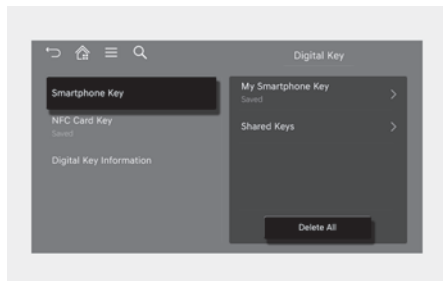 Digital Key
Smartphone Key
NFC Card Key
Saved
Digital Key Information
My Smartphone Key
Saved
Shared Keys
Delete All